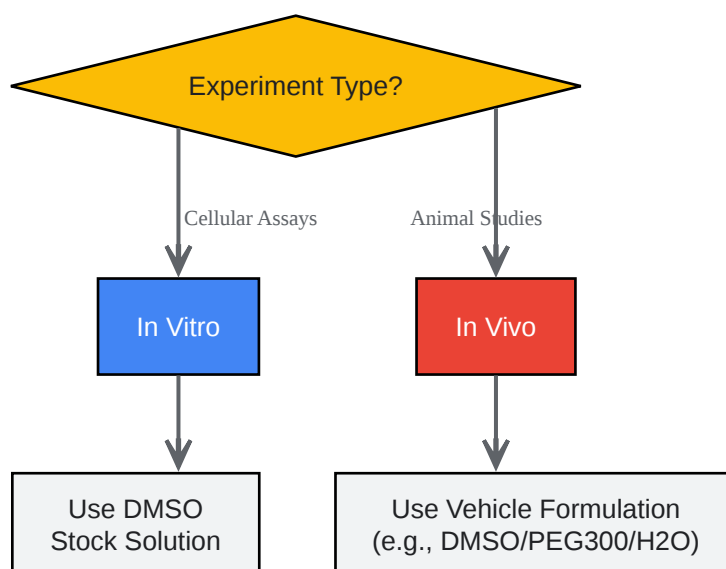 Experiment Type?
Cellular Assays
Animal Studies
In Vitro
In Vivo
Use DMSO
Stock Solution
Use Vehicle Formulation
(e.g., DMSO/PEG300/H2O)